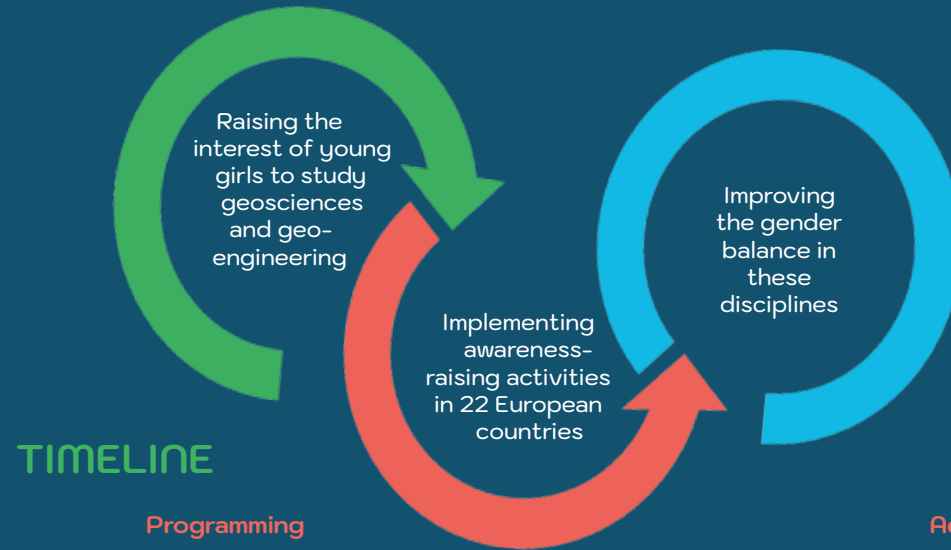 Raising the
interest of young
girls to study
geosciences
and geo-
engineering
Implementing
awareness-
raising activities
in 22 European
countries
Improving
the gender
balance in
these
disciplines
TIMELINE
Programming